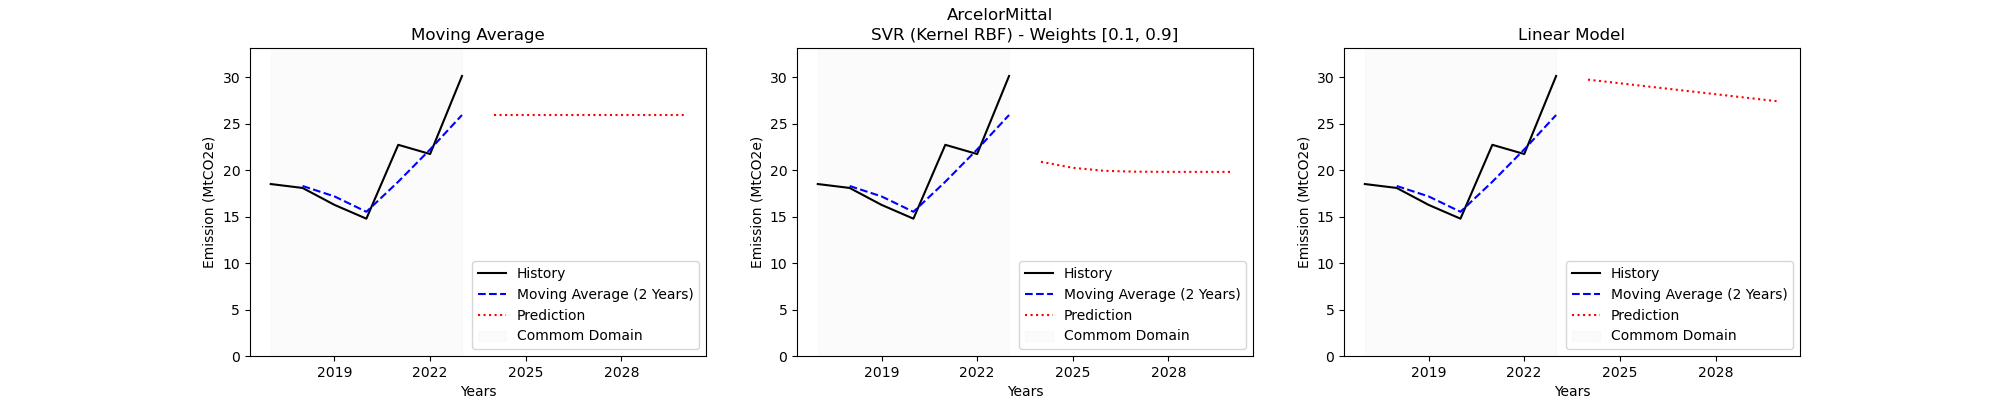 ArcelorMittal
Moving Average
30
25
20
15
10
5
0
Emission (MtCO2e)
2019 2022 2025 2028
Years
History
Moving Average (2 Years)
Prediction
Commom Domain
SVR (Kernel RBF) - Weights [0.1, 0.9]
30
25
20
15
10
5
0
Emission (MtCO2e)
2019 2022 2025 2028
Years
History
Moving Average (2 Years)
Prediction
Commom Domain
Linear Model
30
25
20
15
10
5
0
Emission (MtCO2e)
2019 2022 2025 2028
Years
History
Moving Average (2 Years)
Prediction
Commom Domain